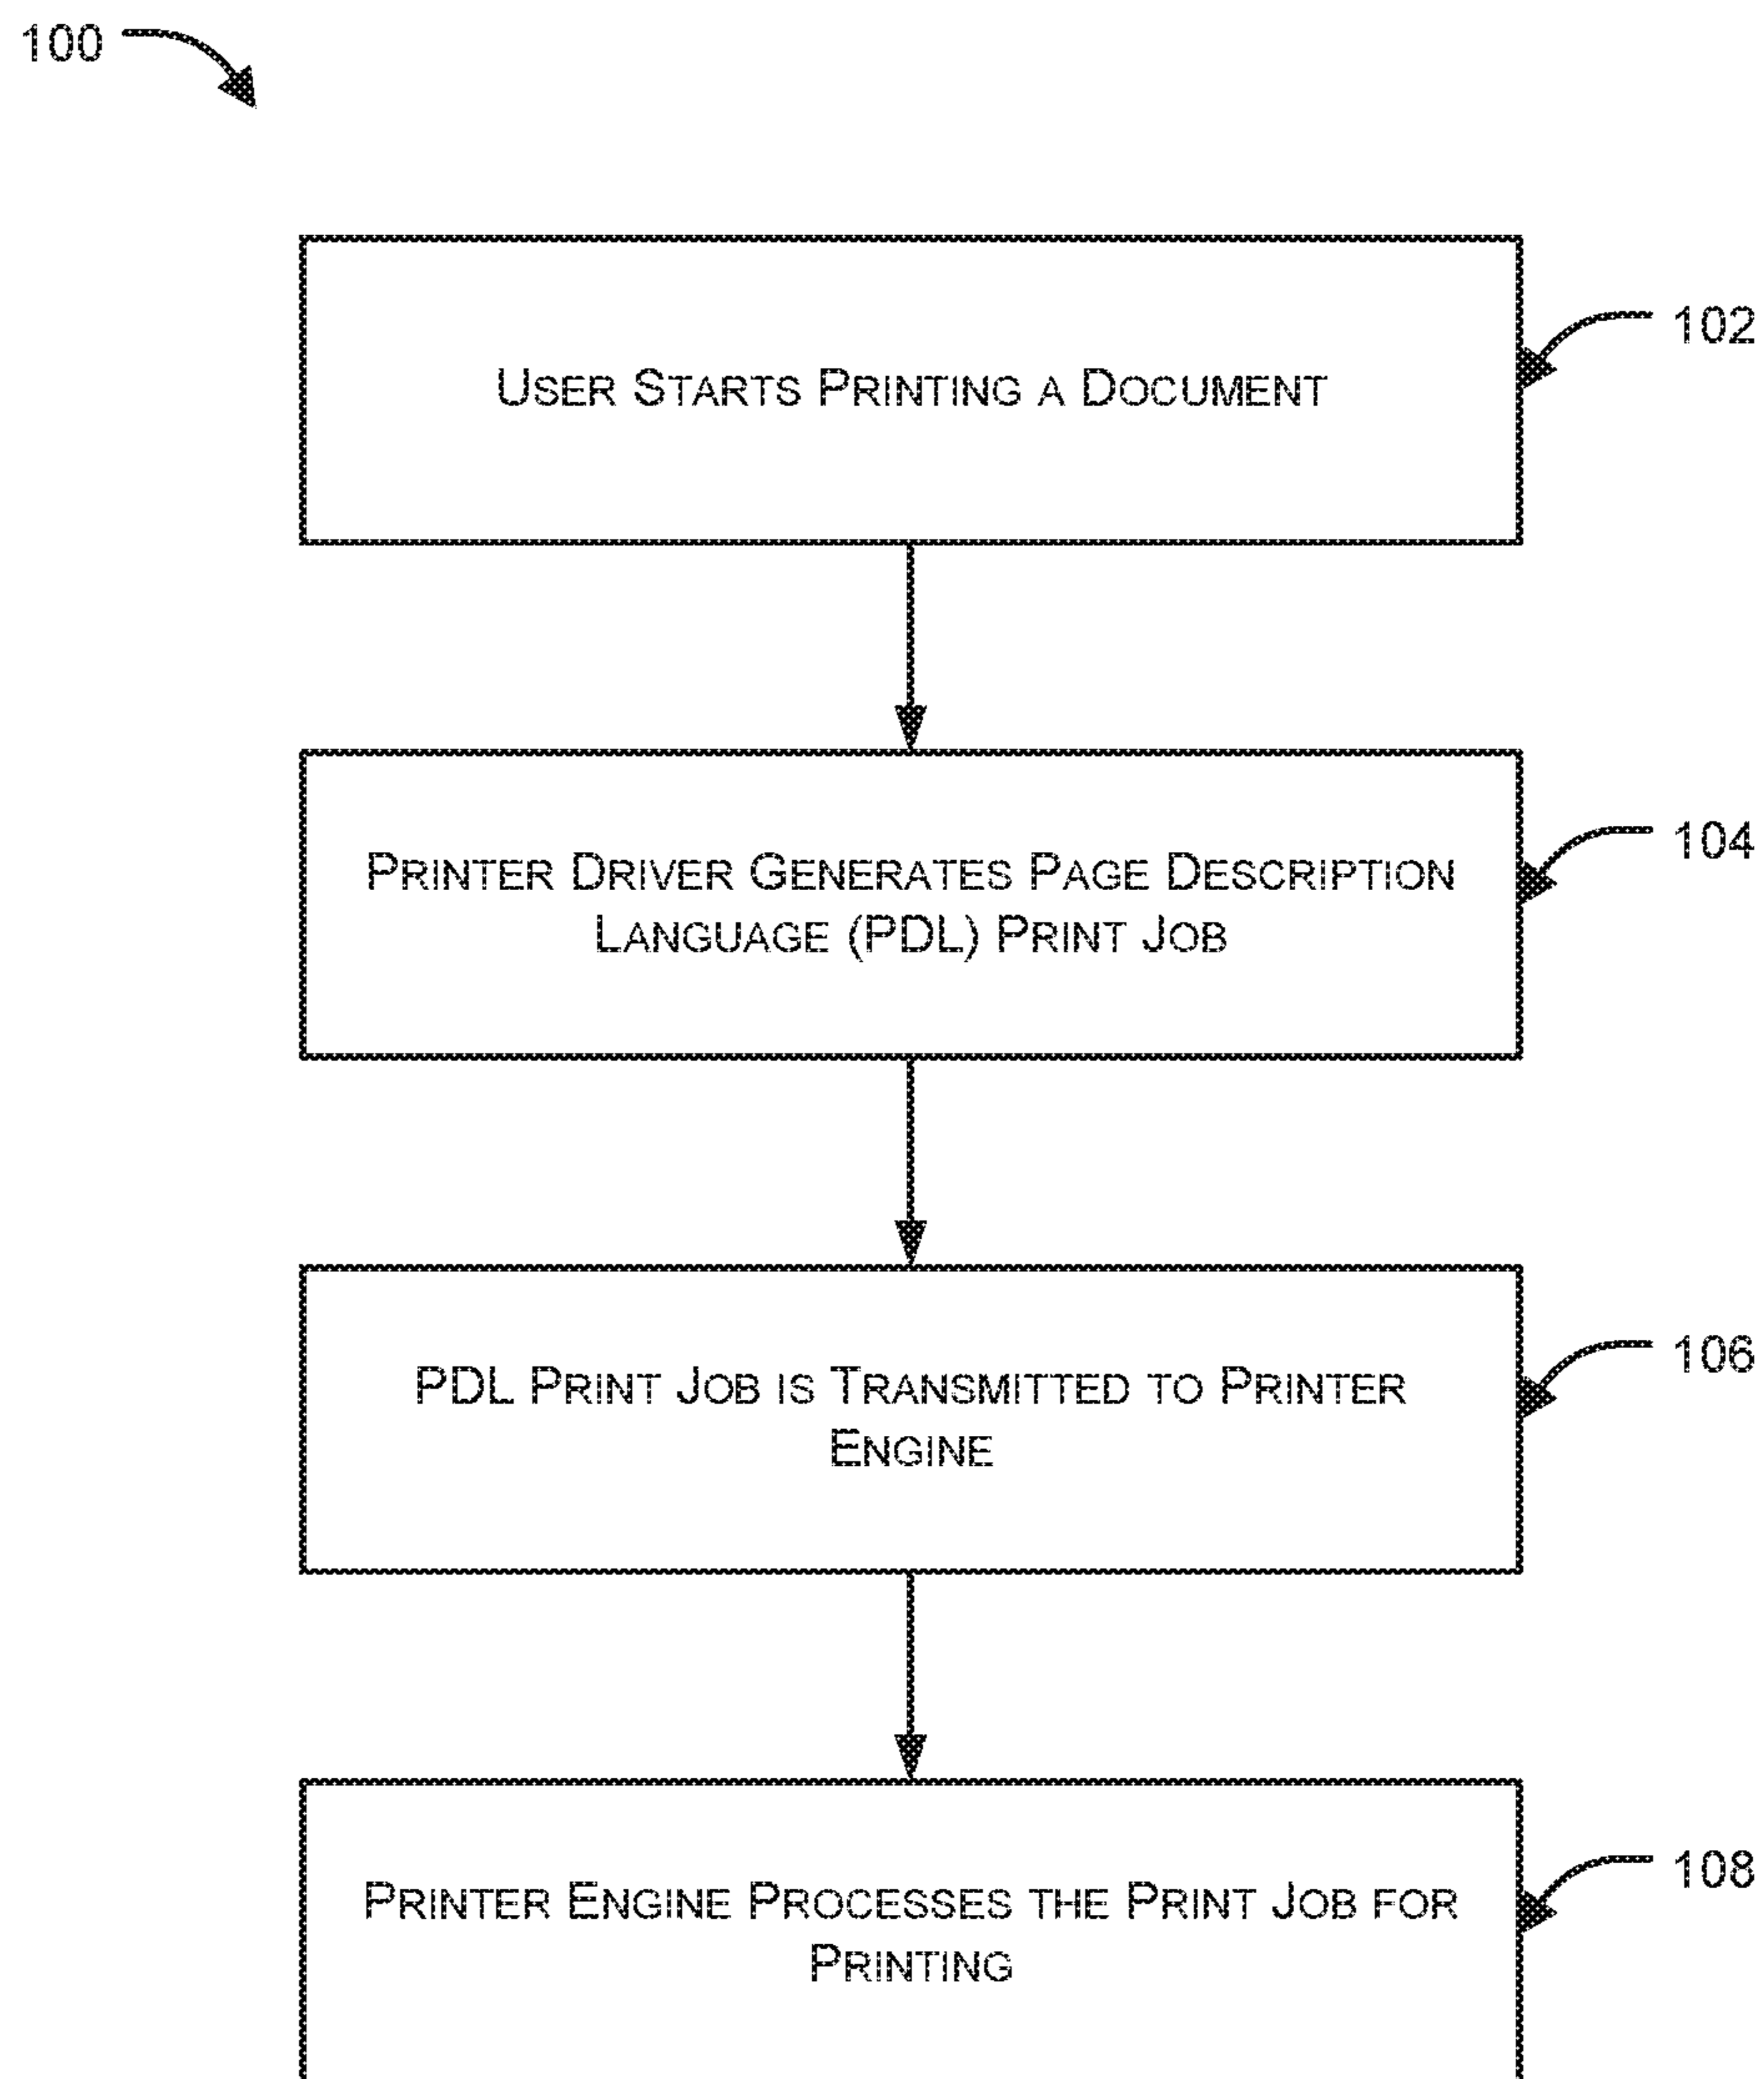 100
USER STARTS PRINTING A DOCUMENT
102
PRINTER DRIVER GENERATES PAGE DESCRIPTION
LANGUAGE (PDL) PRINT JOB
104
PDL PRINT JOB IS TRANSMITTED TO PRINTER
ENGINE
106
PRINTER ENGINE PROCESSES THE PRINT JOB FOR
PRINTING
108